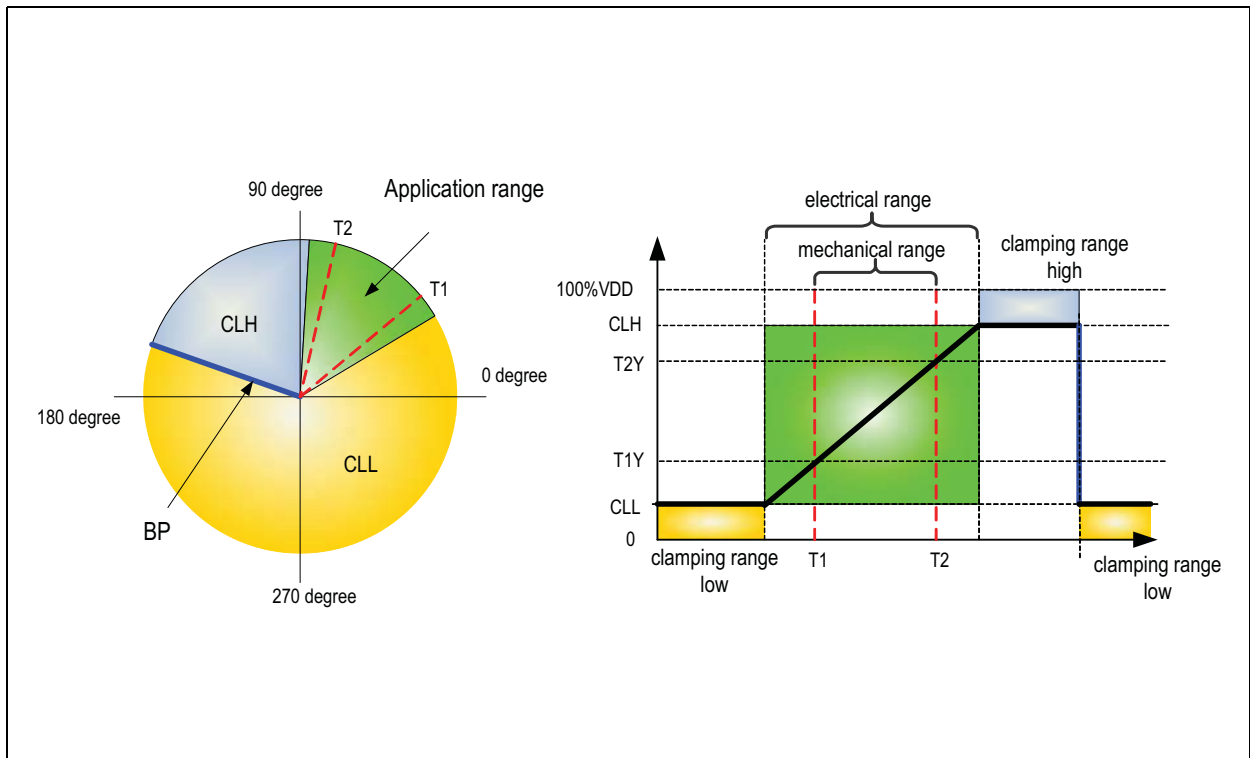 90 degree
Application range
T2
T1
CLH
0 degree
180 degree
CLL
BP
270 degree
electrical range
mechanical range
clamping range
high
100%VDD
CLH
T2Y
T1Y
CLL
0
clamping range
low
T1
T2
clamping range
low